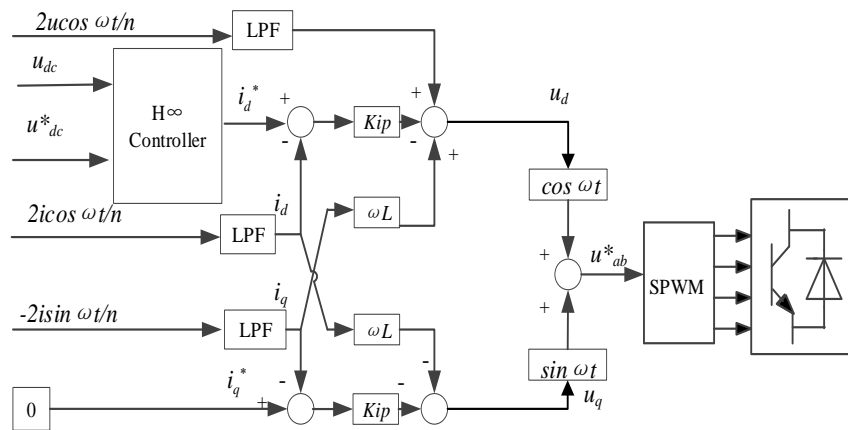 2ucos ωt/n
LPF
u_dc
H∞
Controller
i_d^*
+
-
Kip
+
-
+
u_d
u*_dc
cos ωt
2icos ωt/n
LPF
i_d
ωL
+
+
u*_ab
SPWM
-2isin ωt/n
LPF
i_q
ωL
-
sin ωt
u_q
0
i_q^*
+
-
Kip
-